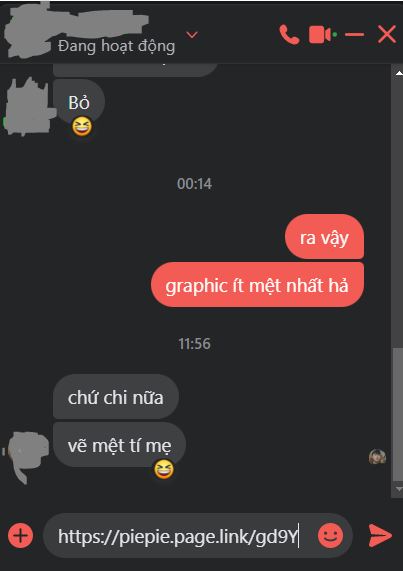 Đang hoạt động
Bỏ
00:14
ra vậy
graphic ít mệt nhất hả
11:56
chứ chi nữa
vẽ mệt tí mẹ
https://piepie.page.link/gd9Y